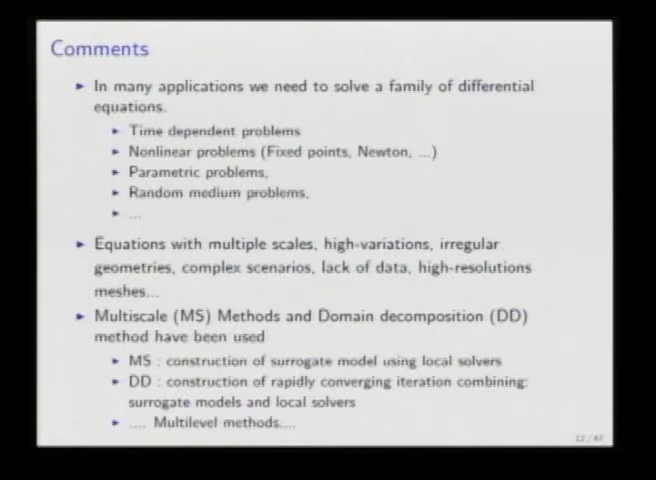 Comments
▶ In many applications we need to solve a family of differential
equations.
▶ Time dependent problems
▶ Nonlinear problems (Fixed points, Newton, ...)
▶ Parametric problems,
▶ Random medium problems,
▶ ...
▶ Equations with multiple scales, high-variations, irregular
geometries, complex scenarios, lack of data, high-resolutions
meshes...
▶ Multiscale (MS) Methods and Domain decomposition (DD)
method have been used
▶ MS : construction of surrogate model using local solvers
▶ DD : construction of rapidly converging iteration combining:
surrogate models and local solvers
▶ .... Multilevel methods....
12 / 47